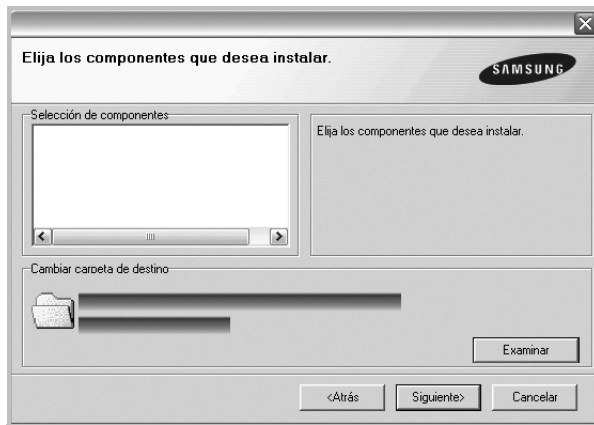 Elija los componentes que desea instalar.
SAMSUNG
Selección de componentes
Elija los componentes que desea instalar.
Cambiar carpeta de destino
Examinar
<Atrás
Siguiente>
Cancelar